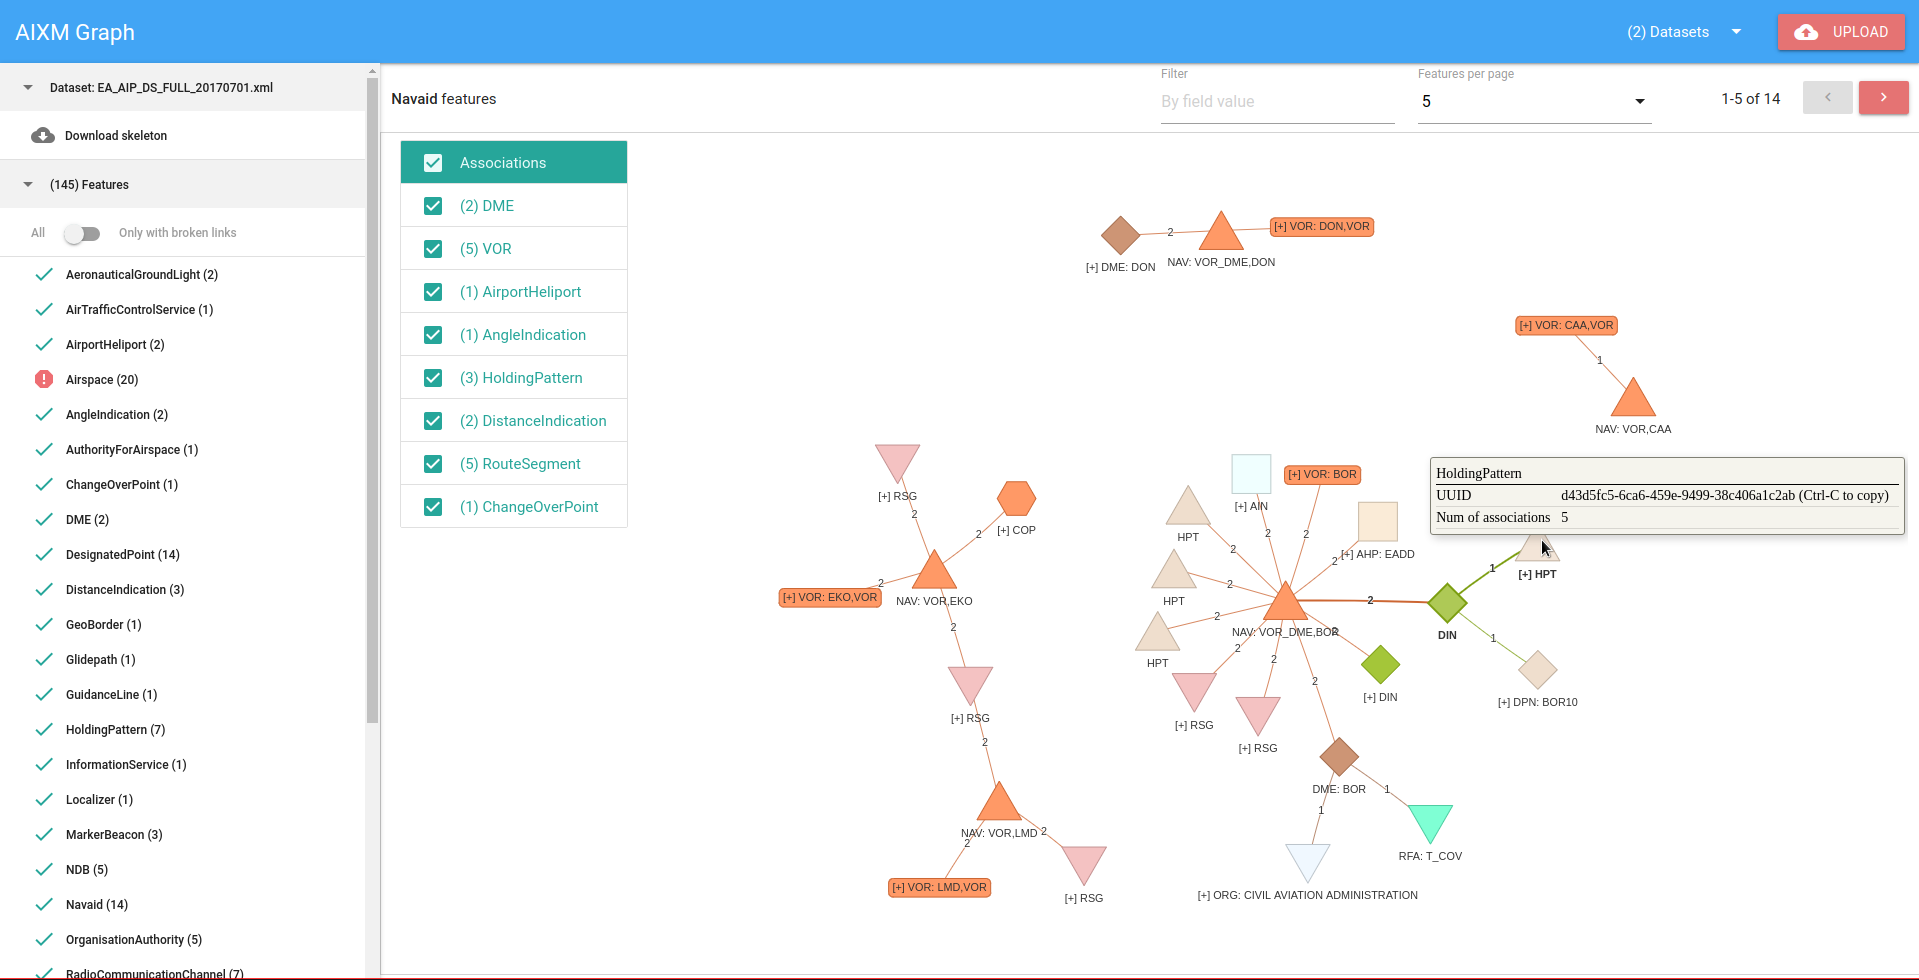 AIXM Graph
(2) Datasets
UPLOAD
Dataset: EA_AIP_DS_FULL_20170701.xml
Download skeleton
(145) Features
All
Only with broken links
AeronauticalGroundLight (2)
AirTrafficControlService (1)
AirportHeliport (2)
Airspace (20)
AngleIndication (2)
AuthorityForAirspace (1)
ChangeOverPoint (1)
DME (2)
DesignatedPoint (14)
DistanceIndication (3)
GeoBorder (1)
Glidepath (1)
GuidanceLine (1)
HoldingPattern (7)
InformationService (1)
Localizer (1)
MarkerBeacon (3)
NDB (5)
Navaid (14)
OrganisationAuthority (5)
RadioCommunicationChannel (7)
Navaid features
Filter
By field value
Features per page
5
1-5 of 14
Associations
(2) DME
(5) VOR
(1) AirportHeliport
(1) AngleIndication
(3) HoldingPattern
(2) DistanceIndication
(5) RouteSegment
(1) ChangeOverPoint
2
[+] VOR: DON,VOR
[+] DME: DON
NAV: VOR_DME,DON
[+] VOR: CAA,VOR
1
NAV: VOR,CAA
[+] RSG
2
[+] COP
2
2
[+] VOR: EKO,VOR
NAV: VOR,EKO
2
[+] RSG
2
NAV: VOR,LMD
2
2
[+] VOR: LMD,VOR
[+] RSG
[+] VOR: BOR
[+] AIN
HPT
2
2
2
2
[+] AHP: EADD
HPT
2
2
HPT
2
NAV: VOR_DME,BOR
2
2
2
[+] RSG
[+] RSG
2
[+] DIN
2
DIN
1
[+] HPT
1
[+] DPN: BOR10
DME: BOR
1
1
RFA: T_COV
[+] ORG: CIVIL AVIATION ADMINISTRATION
HoldingPattern
UUID d43d5fc5-6ca6-459e-9499-38c406a1c2ab (Ctrl-C to copy)
Num of associations 5